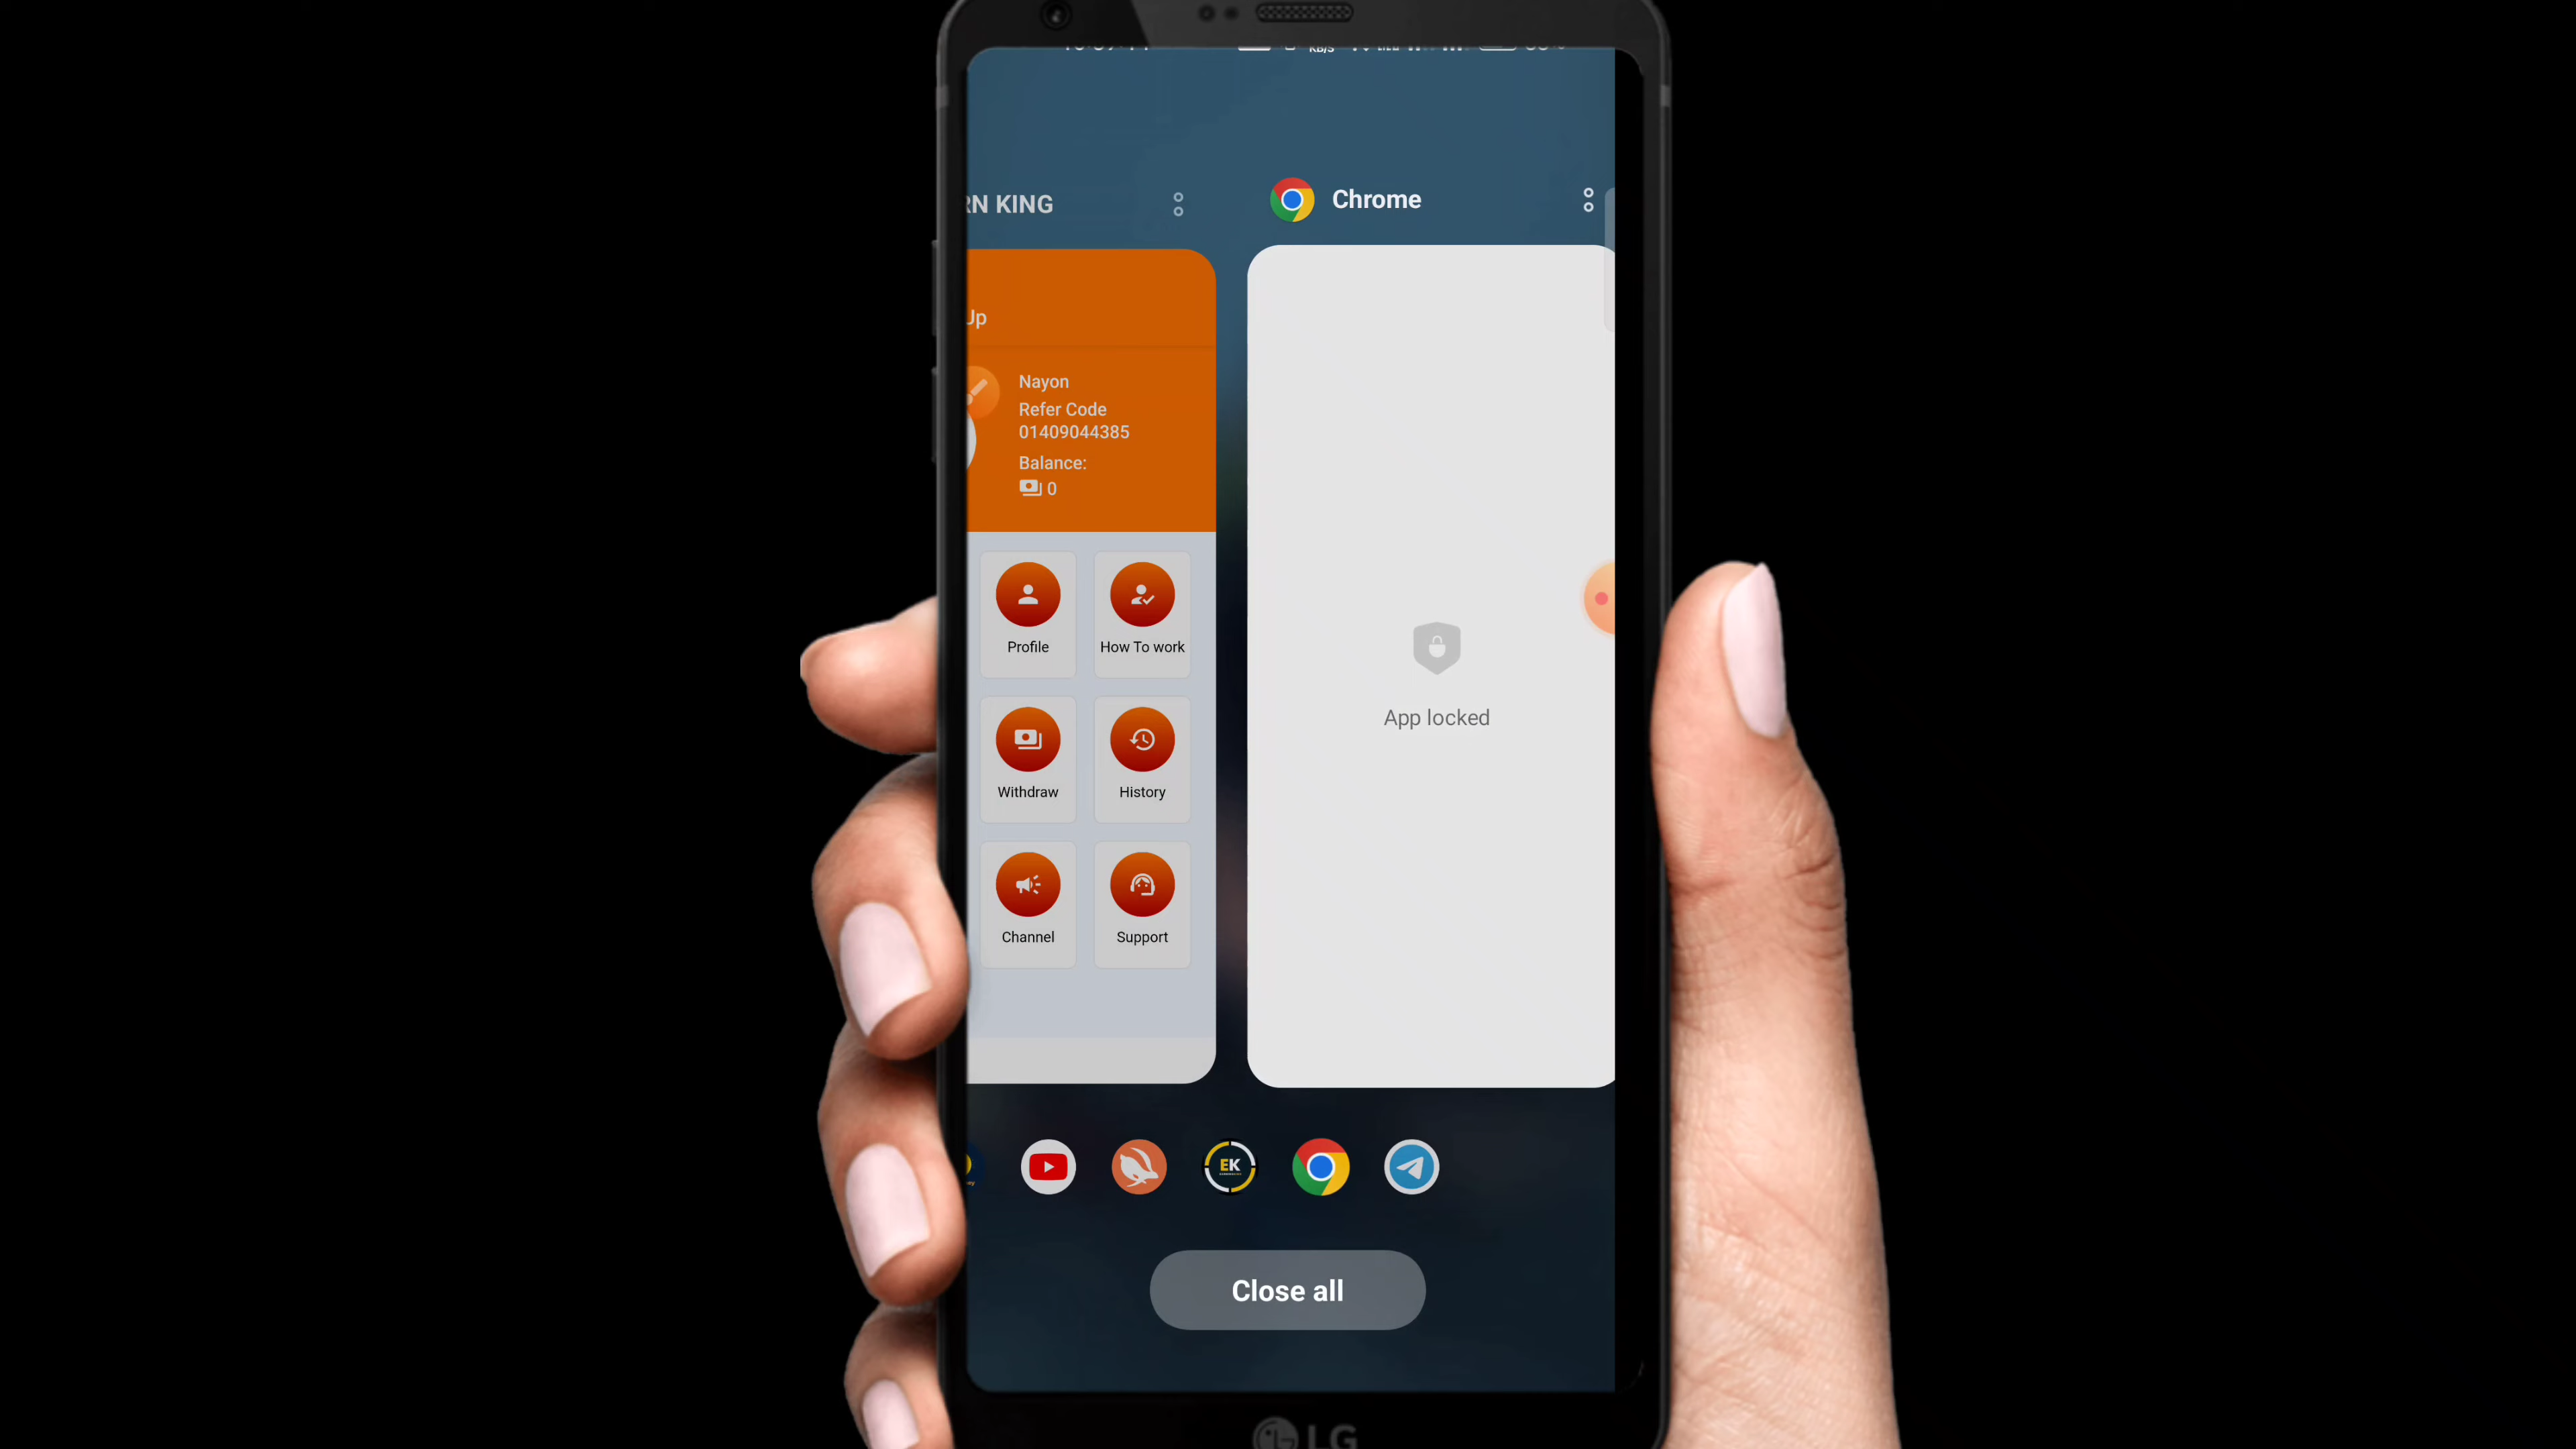 KB/S
RN KING
Chrome
Up
Nayon
Refer Code
01409044385
Balance:
0
Profile
How To work
App locked
Withdraw
History
Channel
Support
EK
Close all
LG